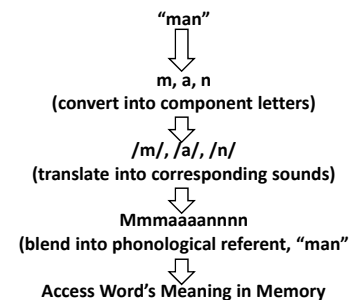 “man”
m, a, n
(convert into component letters)
/m/, /a/, /n/
(translate into corresponding sounds)
Mmmaaaannnn
(blend into phonological referent, “man”
Access Word’s Meaning in Memory